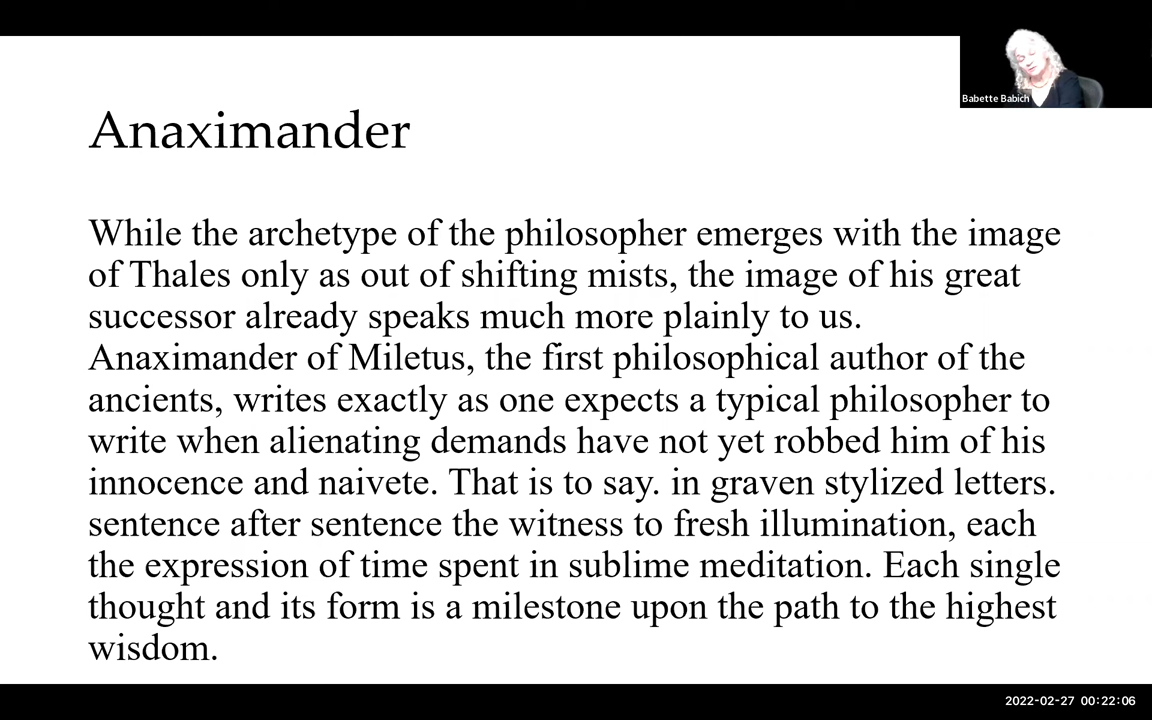 Babette Babich
Anaximander
While the archetype of the philosopher emerges with the image
of Thales only as out of shifting mists, the image of his great
successor already speaks much more plainly to us.
Anaximander of Miletus, the first philosophical author of the
ancients, writes exactly as one expects a typical philosopher to
write when alienating demands have not yet robbed him of his
innocence and naivete. That is to say. in graven stylized letters.
sentence after sentence the witness to fresh illumination, each
the expression of time spent in sublime meditation. Each single
thought and its form is a milestone upon the path to the highest
wisdom.
2022-02-27 00:22:06